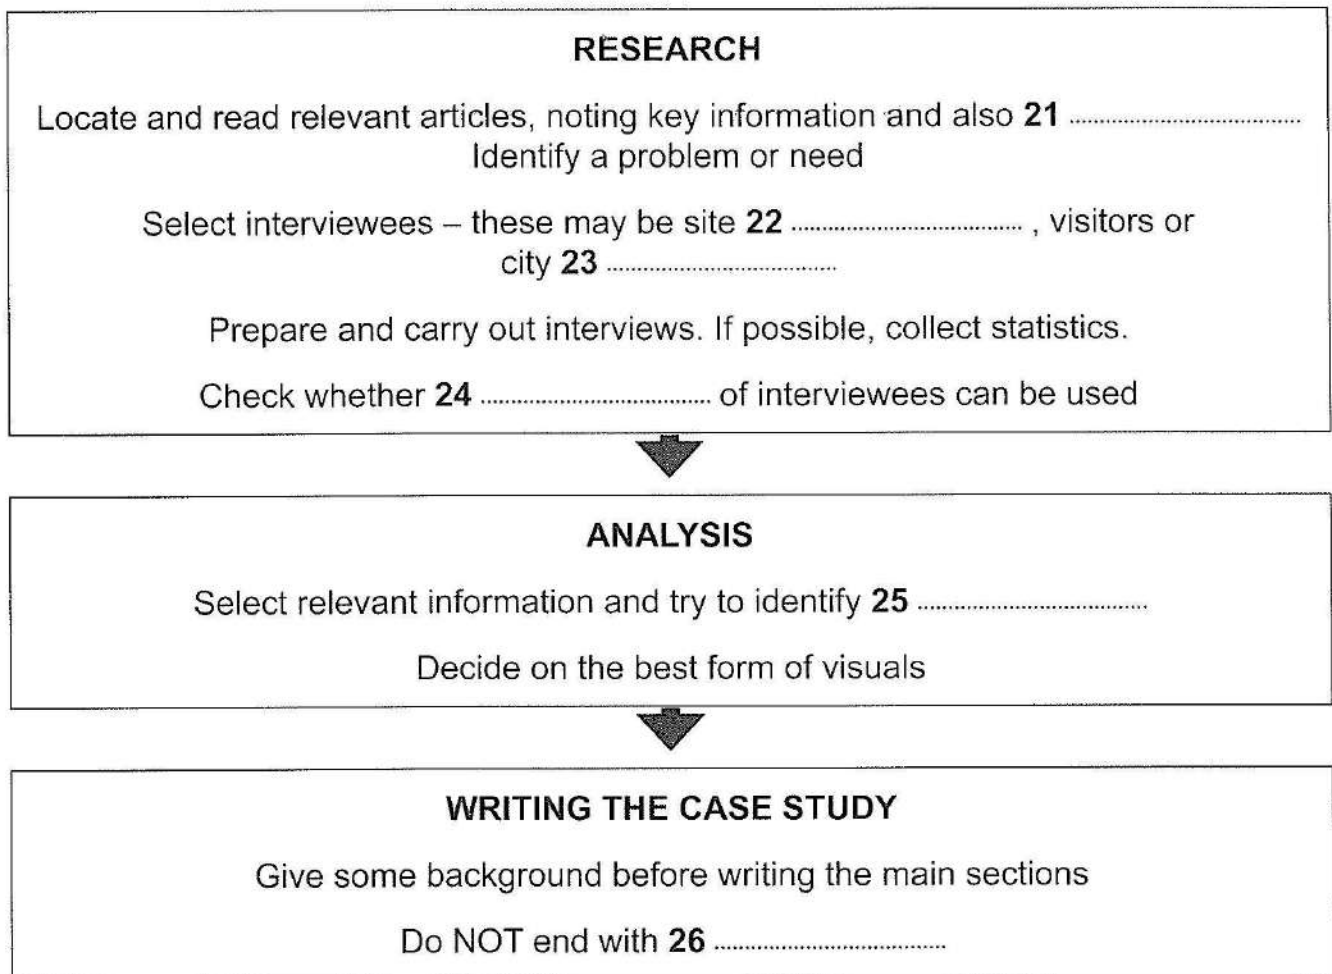 RESEARCH
Locate and read relevant articles, noting key information and also 21 ........................................
Identify a problem or need
Select interviewees – these may be site 22 ........................................ , visitors or
city 23 ........................................
Prepare and carry out interviews. If possible, collect statistics.
Check whether 24 ........................................ of interviewees can be used
ANALYSIS
Select relevant information and try to identify 25 ........................................
Decide on the best form of visuals
WRITING THE CASE STUDY
Give some background before writing the main sections
Do NOT end with 26 ........................................